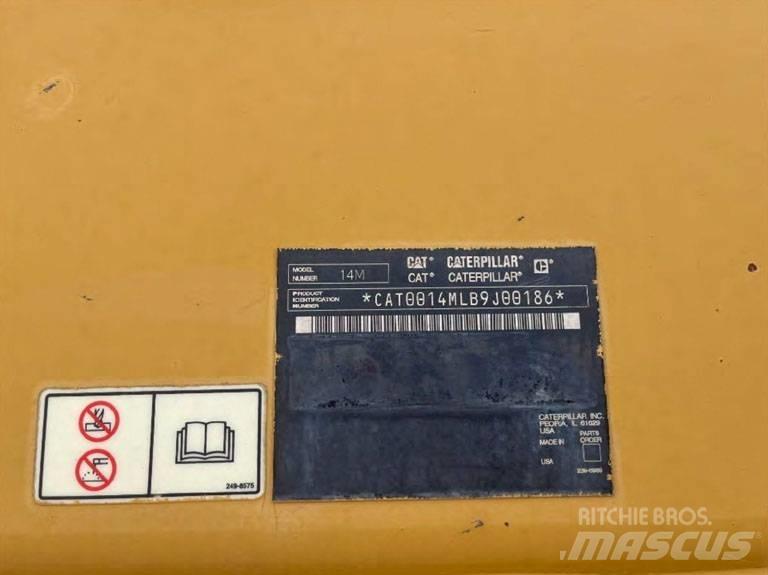 MODEL NUMBER 14M
CAT® CATERPILLAR®
CAT® CATERPILLAR®
PRODUCT IDENTIFICATION NUMBER *CAT0014MLB9J00186*
CATERPILLAR INC.
PEORIA, IL 61629
USA
PARTS ORDER
MADE IN
USA
249-8575
RITCHIE BROS.
MASCUS